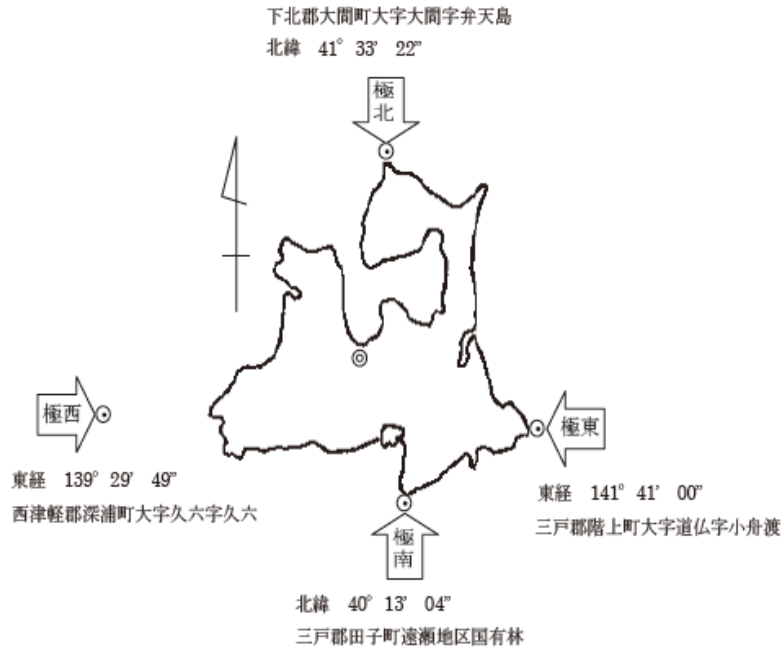 下北郡大間町大字大間字弁天島
北緯　41°33’22”
極北
極西
東経　139°29’49”
西津軽郡深浦町大字久六字久六
極東
東経　141°41’00”
三戸郡階上町大字道仏字小舟渡
極南
北緯　40°13’04”
三戸郡田子町遠瀬地区国有林